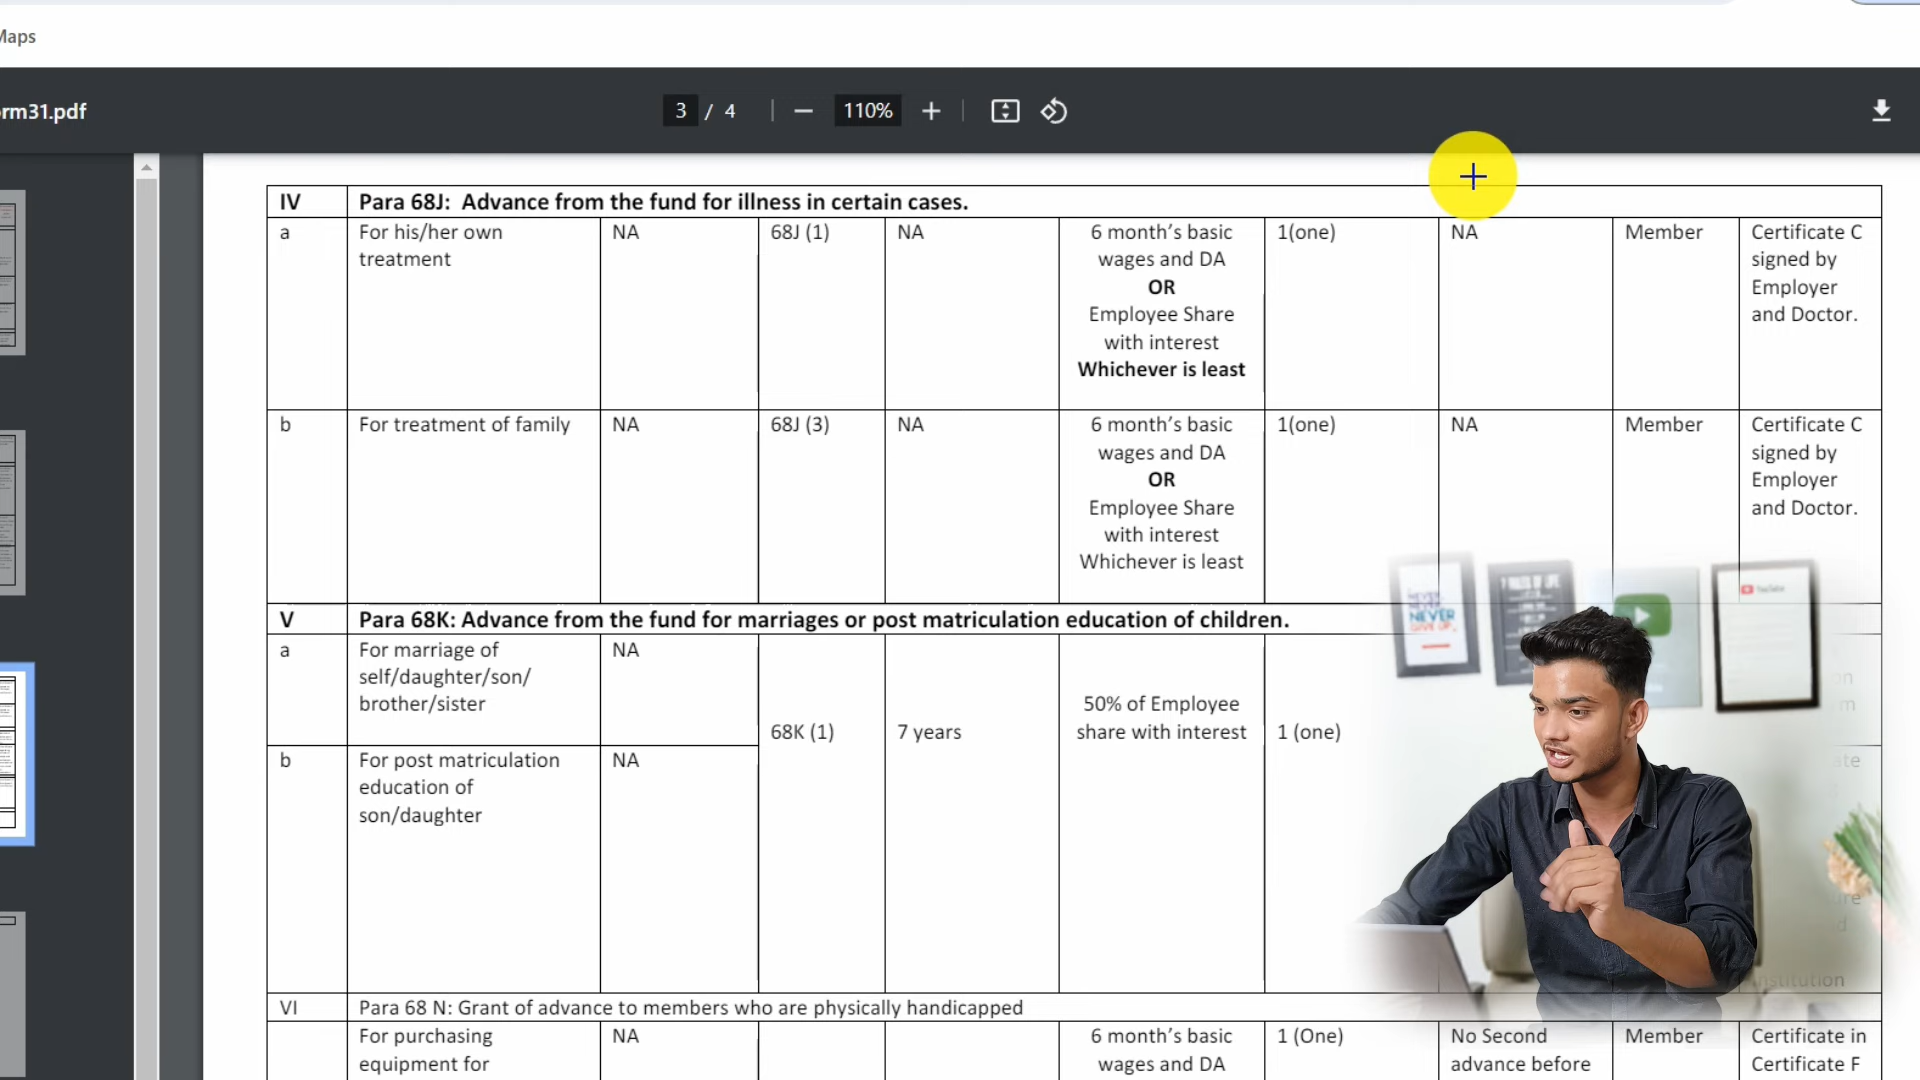 Maps
orm31.pdf
3 / 4
110%
IV Para 68J: Advance from the fund for illness in certain cases.
a
For his/her own
treatment
NA
68J (1)
NA
6 month's basic
wages and DA
OR
Employee Share
with interest
Whichever is least
1(one)
NA
Member
Certificate C
signed by
Employer
and Doctor.
b
For treatment of family
NA
68J (3)
NA
6 month's basic
wages and DA
OR
Employee Share
with interest
Whichever is least
1(one)
NA
Member
Certificate C
signed by
Employer
and Doctor.
V Para 68K: Advance from the fund for marriages or post matriculation education of children.
a
For marriage of
self/daughter/son/
brother/sister
NA
68K (1)
7 years
50% of Employee
share with interest
1 (one)
b
For post matriculation
education of
son/daughter
NA
NEVER
GIVE UP.
YouTube
VI Para 68 N: Grant of advance to members who are physically handicapped
For purchasing
equipment for
NA
6 month's basic
wages and DA
1 (One)
No Second
advance before
Member
Certificate in
Certificate F